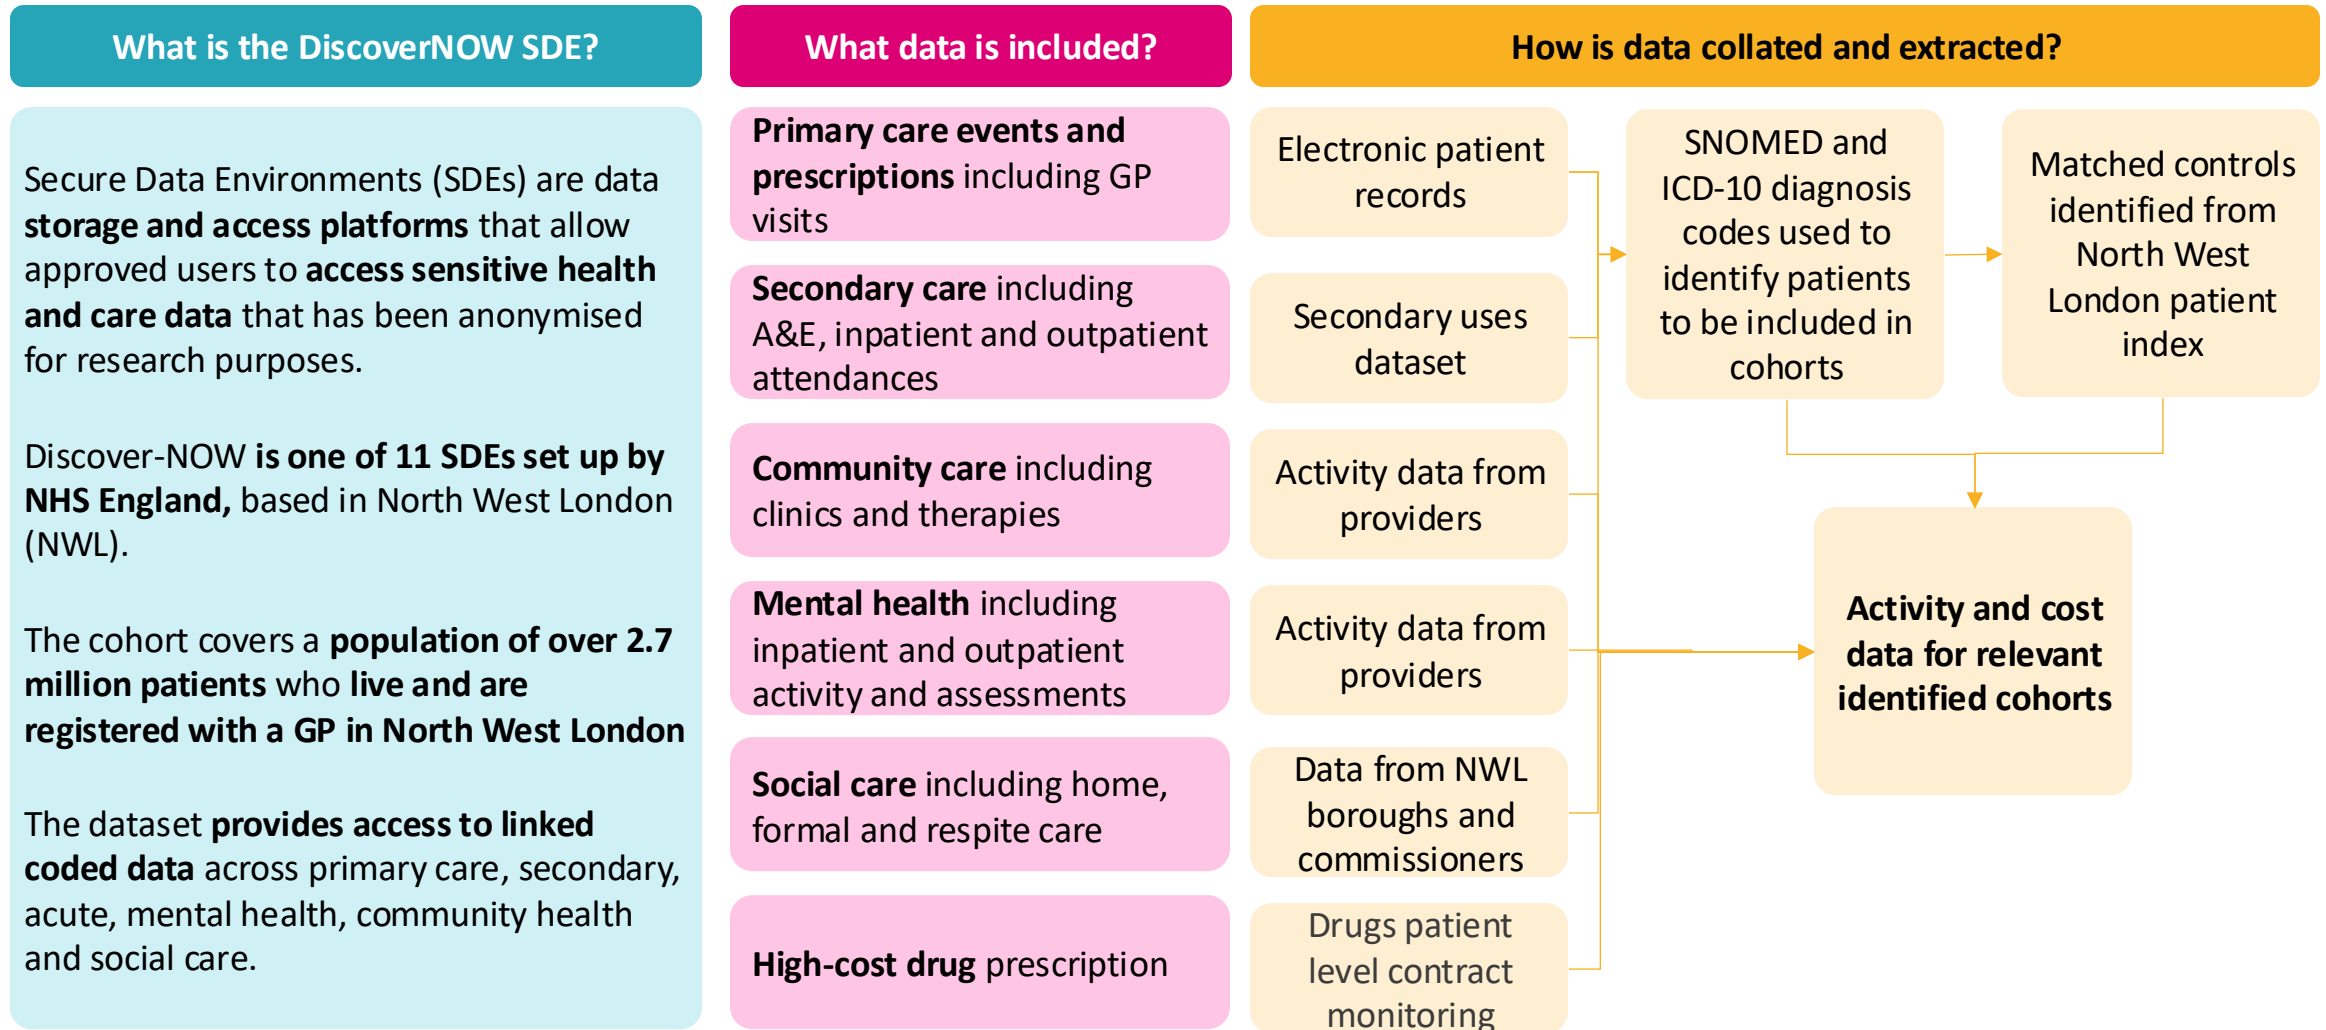 What is the DiscoverNOW SDE?
Secure Data Environments (SDEs) are data
storage and access platforms that allow
approved users to access sensitive health
and care data that has been anonymised
for research purposes.
Discover-NOW is one of 11 SDEs set up by
NHS England, based in North West London
(NWL).
The cohort covers a population of over 2.7
million patients who live and are
registered with a GP in North West London
The dataset provides access to linked
coded data across primary care, secondary,
acute, mental health, community health
and social care.
What data is included?
Primary care events and
prescriptions including GP
visits
Secondary care including
A&E, inpatient and outpatient
attendances
Community care including
clinics and therapies
Mental health including
inpatient and outpatient
activity and assessments
Social care including home,
formal and respite care
High-cost drug prescription
How is data collated and extracted?
Electronic patient
records
Secondary uses
dataset
Activity data from
providers
Activity data from
providers
Data from NWL
boroughs and
commissioners
Drugs patient
level contract
monitoring
SNOMED and
ICD-10 diagnosis
codes used to
identify patients
to be included in
cohorts
Matched controls
identified from
North West
London patient
index
Activity and cost
data for relevant
identified cohorts